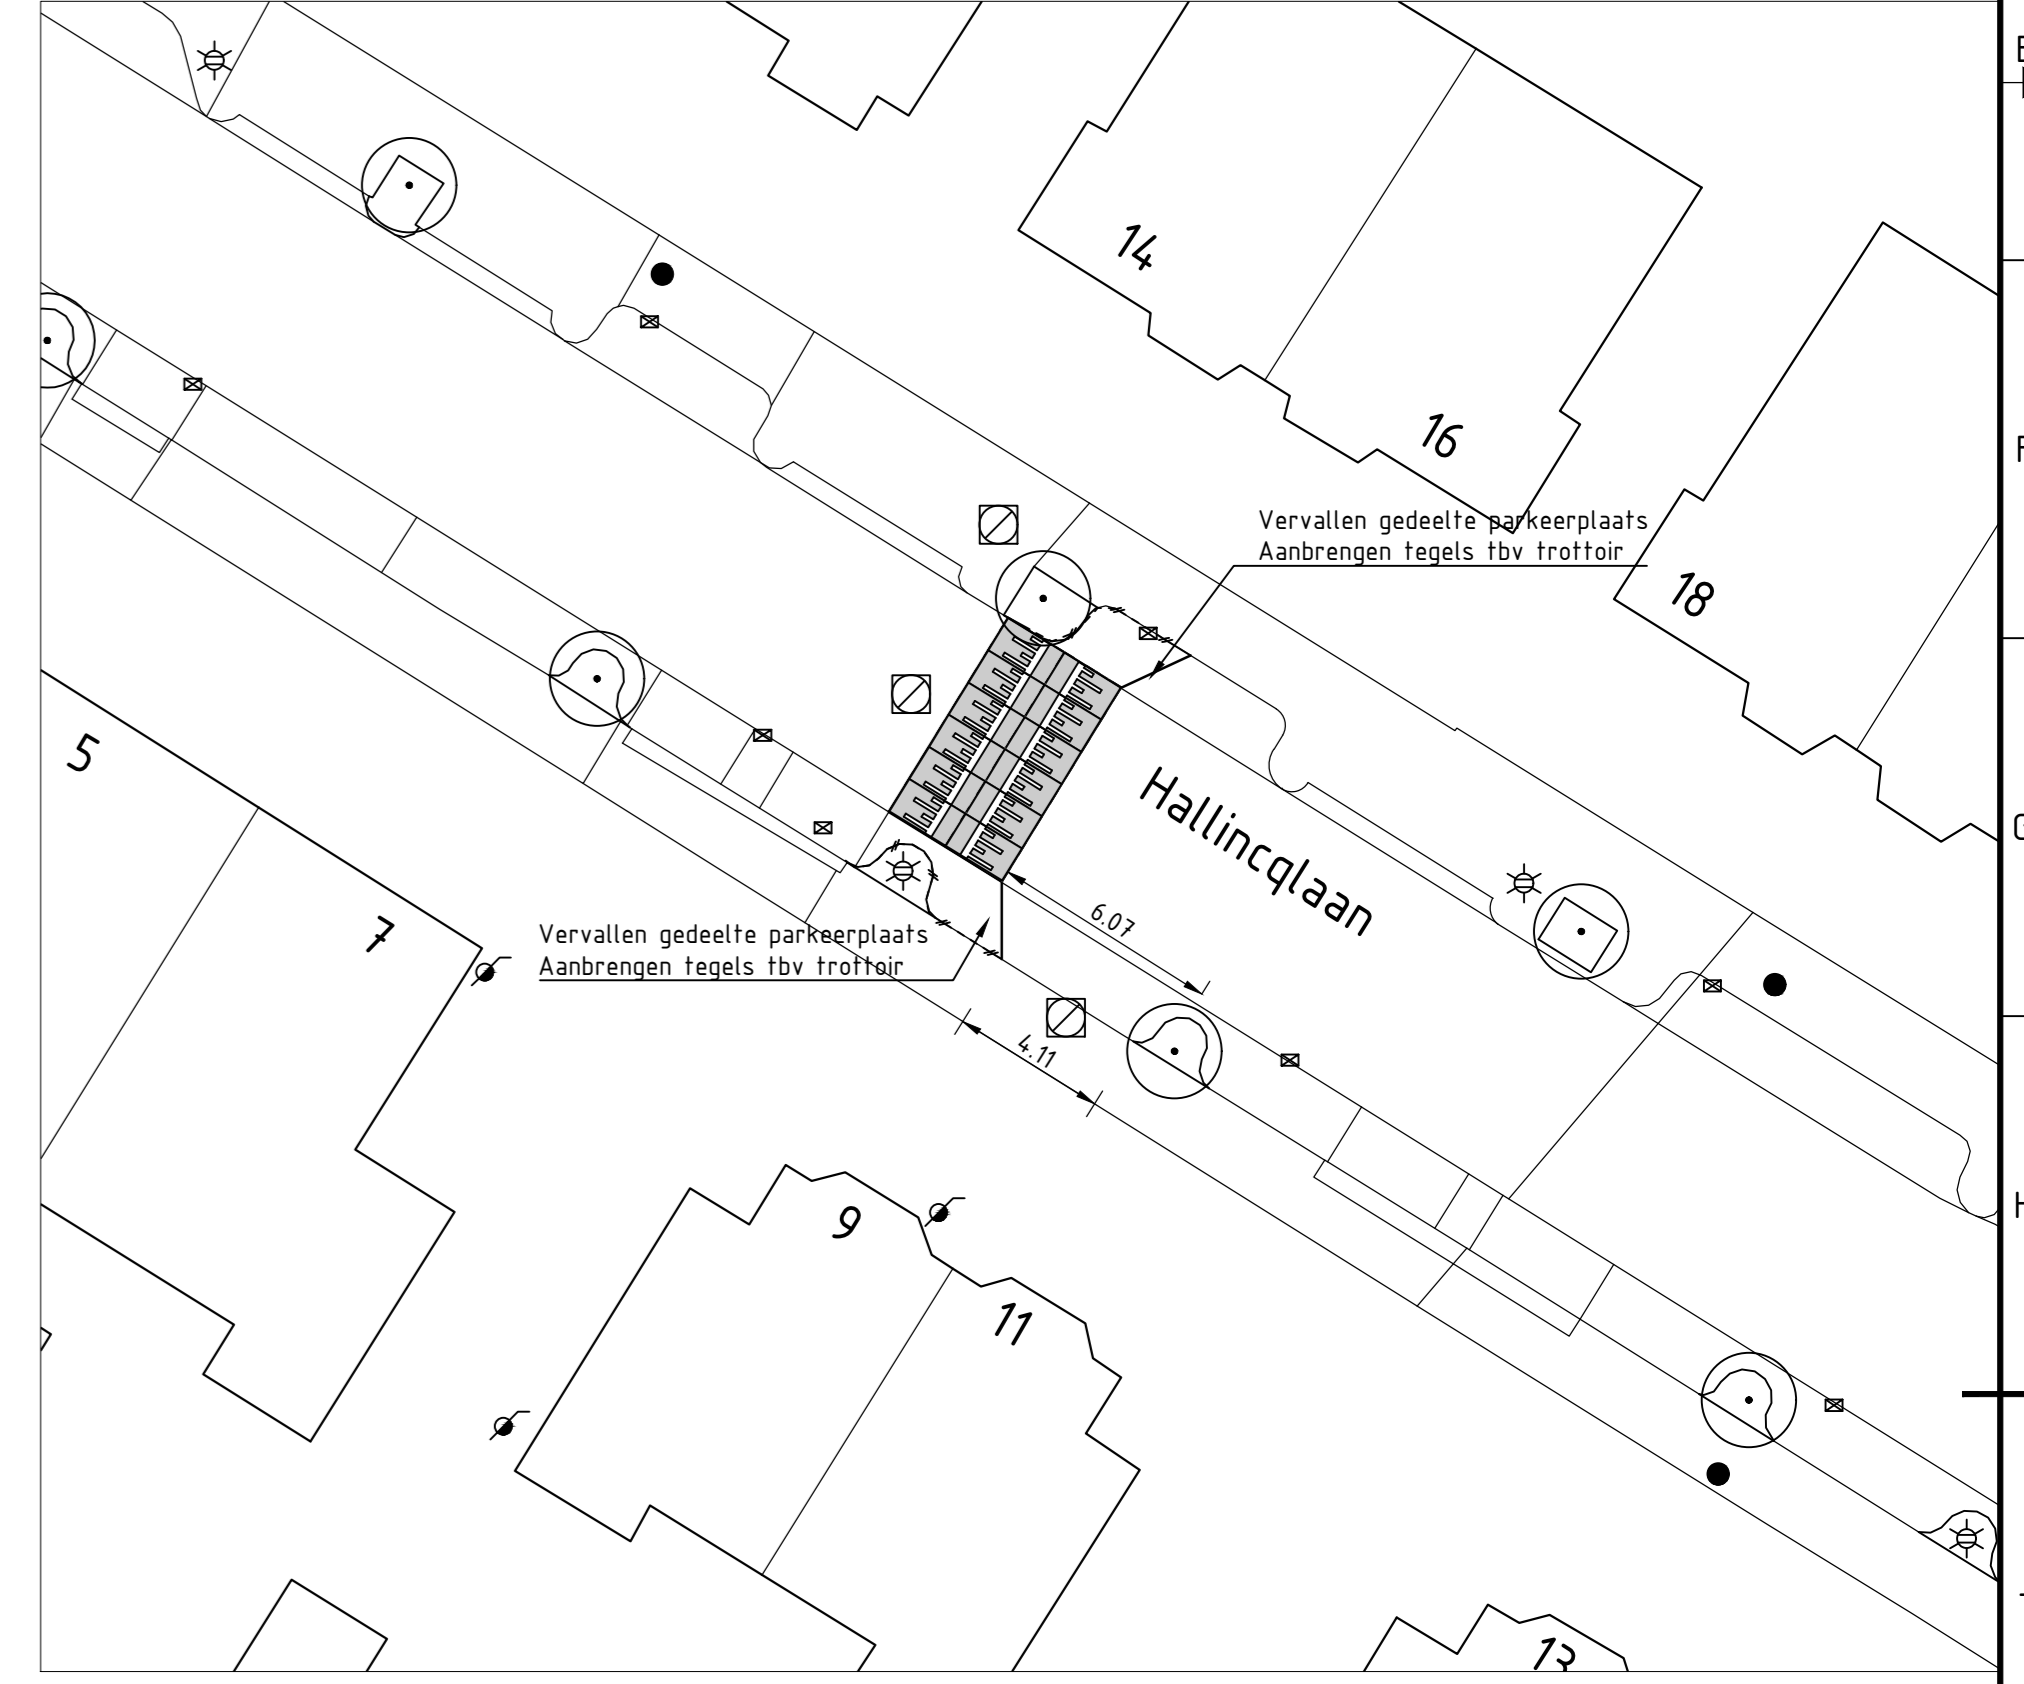 14
16
Vervallen gedeelte parkeerplaats
Aanbrengen tegels tbv trottoir
18
5
Hallincqlaan
7
6.07
Vervallen gedeelte parkeerplaats
Aanbrengen tegels tbv trottoir
4.11
9
11
13